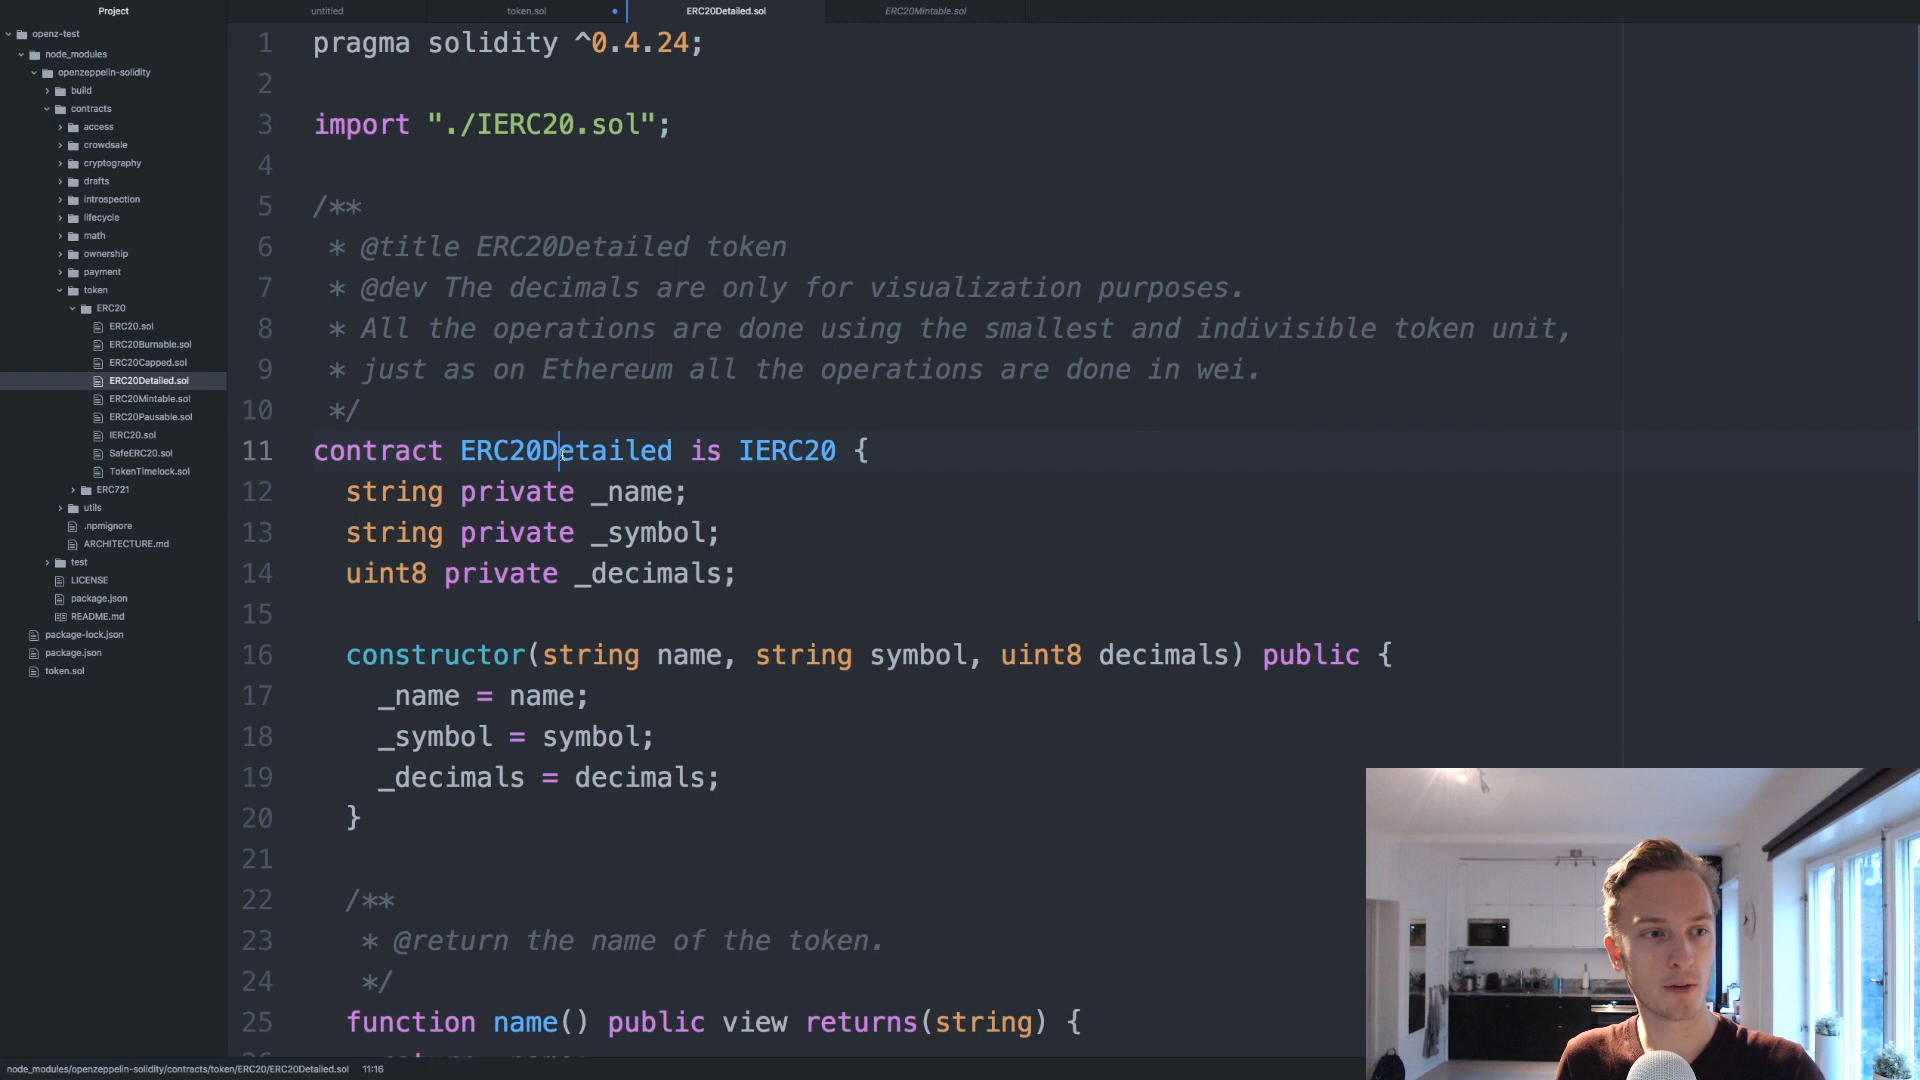 Project
untitled
token.sol
ERC20Detailed.sol
ERC20Mintable.sol
openz-test
node_modules
openzeppelin-solidity
build
contracts
access
crowdsale
cryptography
drafts
introspection
lifecycle
math
ownership
payment
token
ERC20
ERC20.sol
ERC20Burnable.sol
ERC20Capped.sol
ERC20Detailed.sol
ERC20Mintable.sol
ERC20Pausable.sol
IERC20.sol
SafeERC20.sol
TokenTimelock.sol
ERC721
utils
.npmignore
ARCHITECTURE.md
test
LICENSE
package.json
README.md
package-lock.json
package.json
token.sol
1 pragma solidity ^0.4.24;
2
3 import "./IERC20.sol";
4
5 /**
6 * @title ERC20Detailed token
7 * @dev The decimals are only for visualization purposes.
8 * All the operations are done using the smallest and indivisible token unit,
9 * just as on Ethereum all the operations are done in wei.
10 */
11 contract ERC20Detailed is IERC20 {
12 string private _name;
13 string private _symbol;
14 uint8 private _decimals;
15
16 constructor(string name, string symbol, uint8 decimals) public {
17 _name = name;
18 _symbol = symbol;
19 _decimals = decimals;
20 }
21
22 /**
23 * @return the name of the token.
24 */
25 function name() public view returns(string) {
node_modules/openzeppelin-solidity/contracts/token/ERC20/ERC20Detailed.sol 11:16